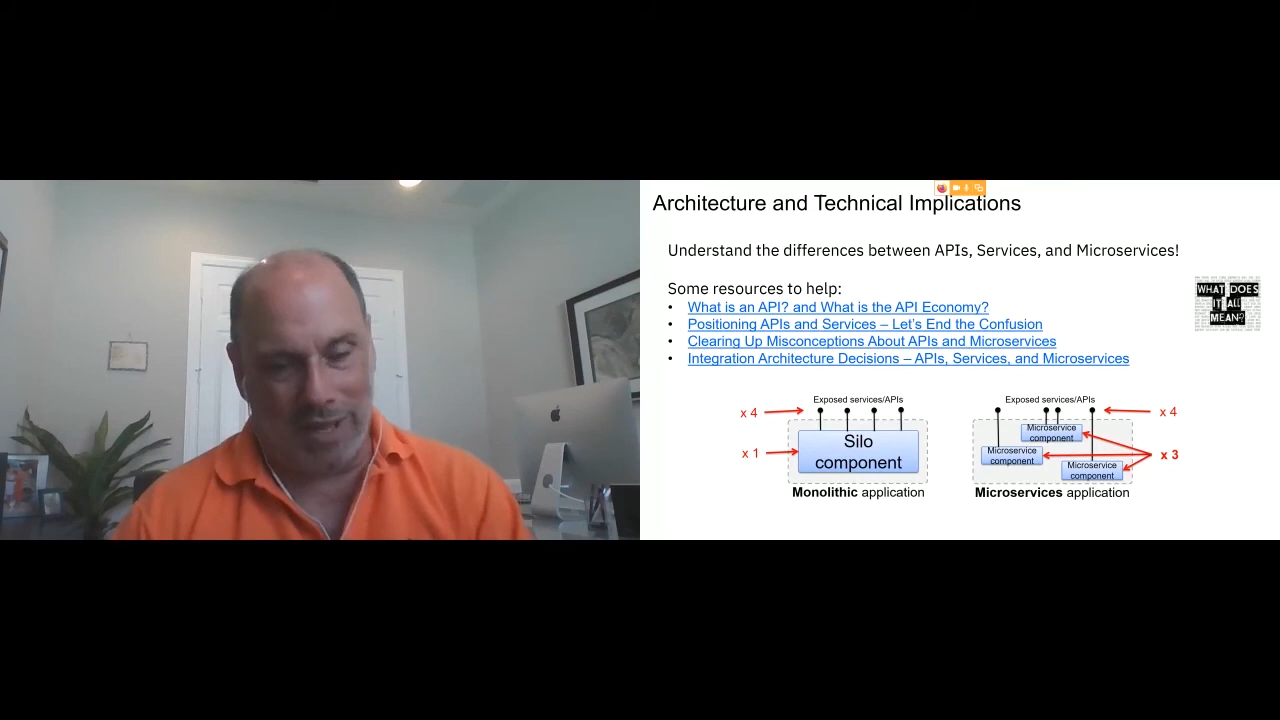 Architecture and Technical Implications
Understand the differences between APIs, Services, and Microservices!
Some resources to help:
• What is an API? and What is the API Economy?
• Positioning APIs and Services – Let's End the Confusion
• Clearing Up Misconceptions About APIs and Microservices
• Integration Architecture Decisions – APIs, Services, and Microservices
WHAT DOES
IT ALL
MEAN?
Exposed services/APIs
x 4
x 1
Silo
component
Monolithic application
Exposed services/APIs
x 4
Microservice
component
Microservice
component
Microservice
component
x 3
Microservices application